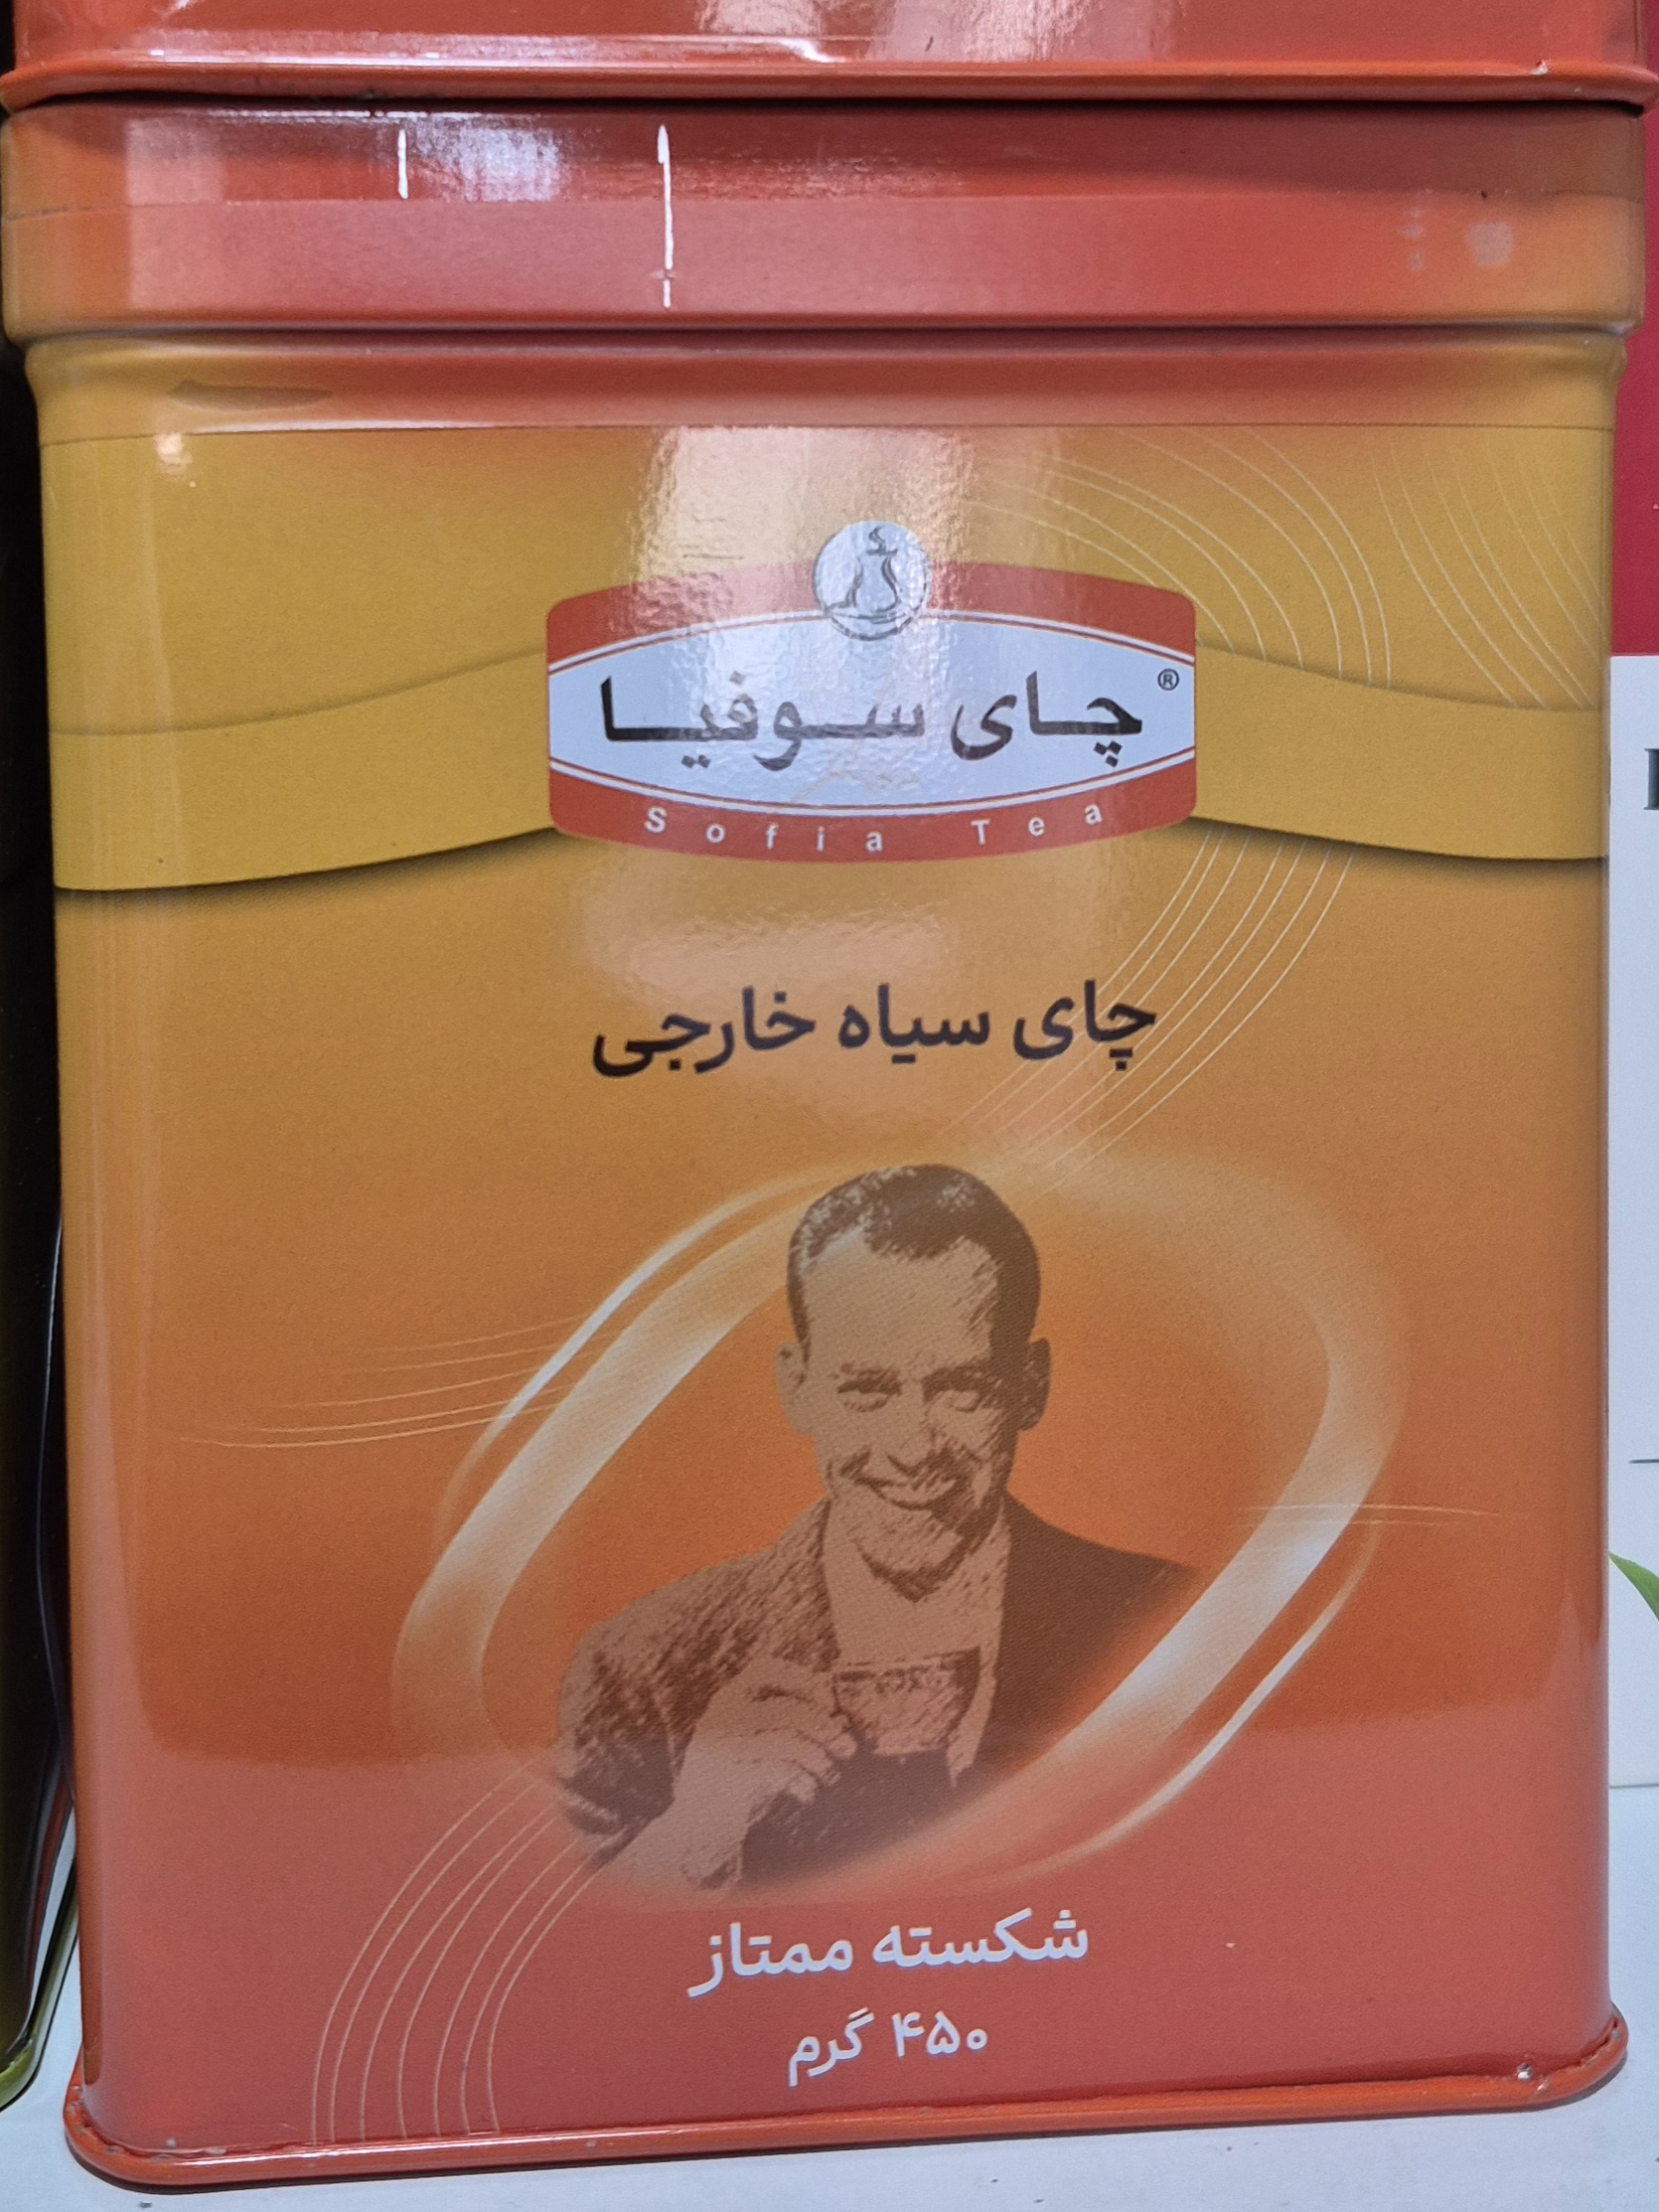 چای سوفیا ®
Sofia Tea
چای سیاه خارجی
شکسته ممتاز
۴۵۰ گرم